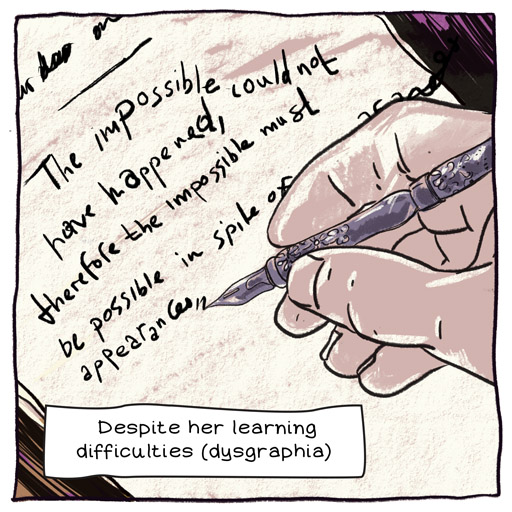 The impossible could not
have happened,
therefore the impossible must
be possible in spite of
appearances,,
Despite her learning
difficulties (dysgraphia)